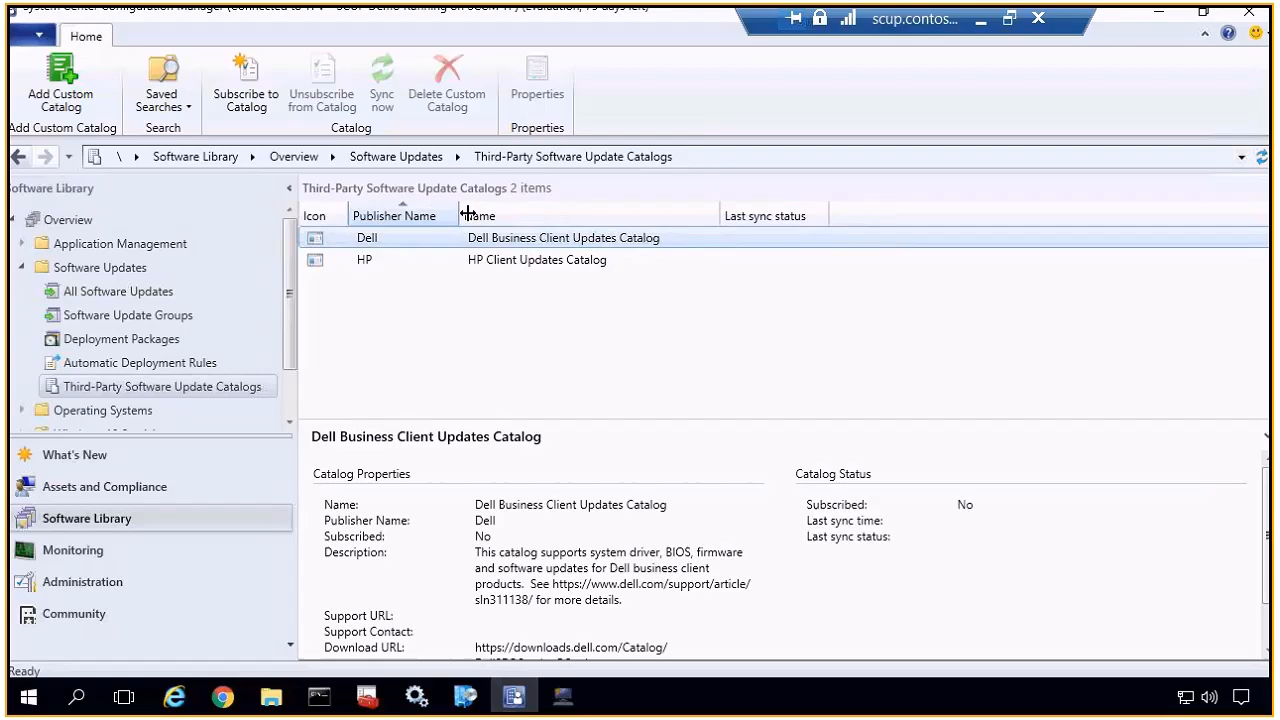 scup.contos...
Home
Add Custom
Catalog
Saved
Searches
Subscribe to
Catalog
Unsubscribe
from Catalog
Sync
now
Delete Custom
Catalog
Properties
Add Custom Catalog
Search
Catalog
Properties
\ Software Library Overview Software Updates Third-Party Software Update Catalogs
Software Library
Overview
Application Management
Software Updates
All Software Updates
Software Update Groups
Deployment Packages
Automatic Deployment Rules
Third-Party Software Update Catalogs
Operating Systems
What's New
Assets and Compliance
Software Library
Monitoring
Administration
Community
Third-Party Software Update Catalogs 2 items
Icon Publisher Name Name Last sync status
Dell Dell Business Client Updates Catalog
HP HP Client Updates Catalog
Dell Business Client Updates Catalog
Catalog Properties
Name: Dell Business Client Updates Catalog
Publisher Name: Dell
Subscribed: No
Description: This catalog supports system driver, BIOS, firmware
and software updates for Dell business client
products. See https://www.dell.com/support/article/
sln311138/ for more details.
Support URL:
Support Contact:
Download URL: https://downloads.dell.com/Catalog/
Catalog Status
Subscribed: No
Last sync time:
Last sync status:
Ready